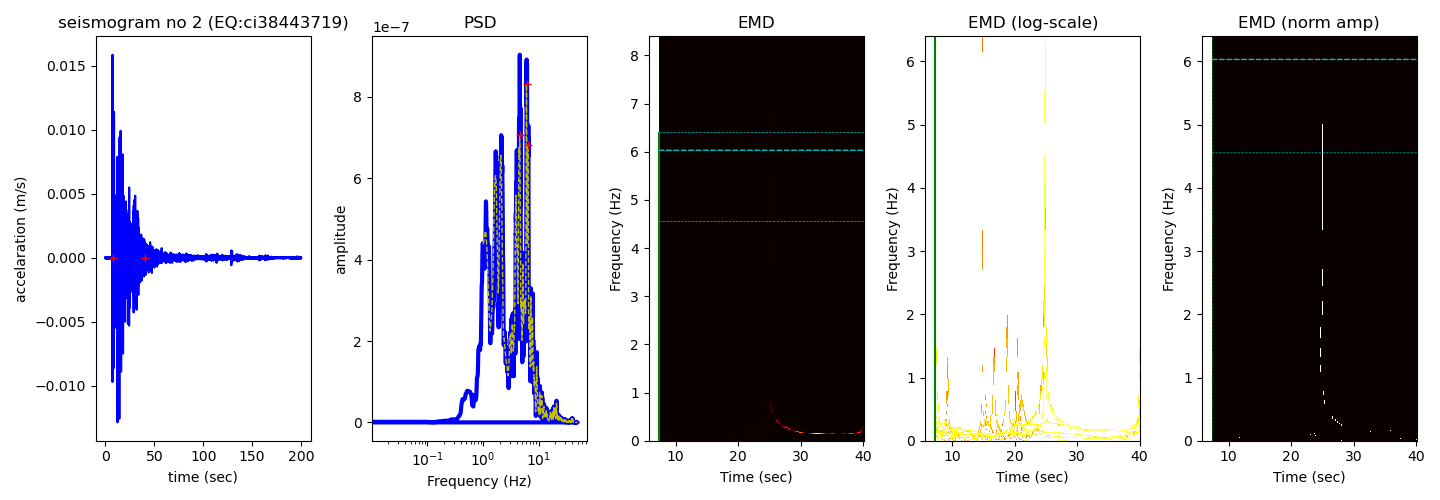 seismogram no 2 (EQ:ci38443719)
accelaration (m/s)
0.015
0.010
0.005
0.000
−0.005
−0.010
0 50 100 150 200
time (sec)
PSD
1e−7
amplitude
8
6
4
2
0
10⁻¹ 10⁰ 10¹
Frequency (Hz)
EMD
Frequency (Hz)
8
7
6
5
4
3
2
1
0
10 20 30 40
Time (sec)
EMD (log-scale)
Frequency (Hz)
6
5
4
3
2
1
0
10 20 30 40
Time (sec)
EMD (norm amp)
Frequency (Hz)
6
5
4
3
2
1
0
10 20 30 40
Time (sec)